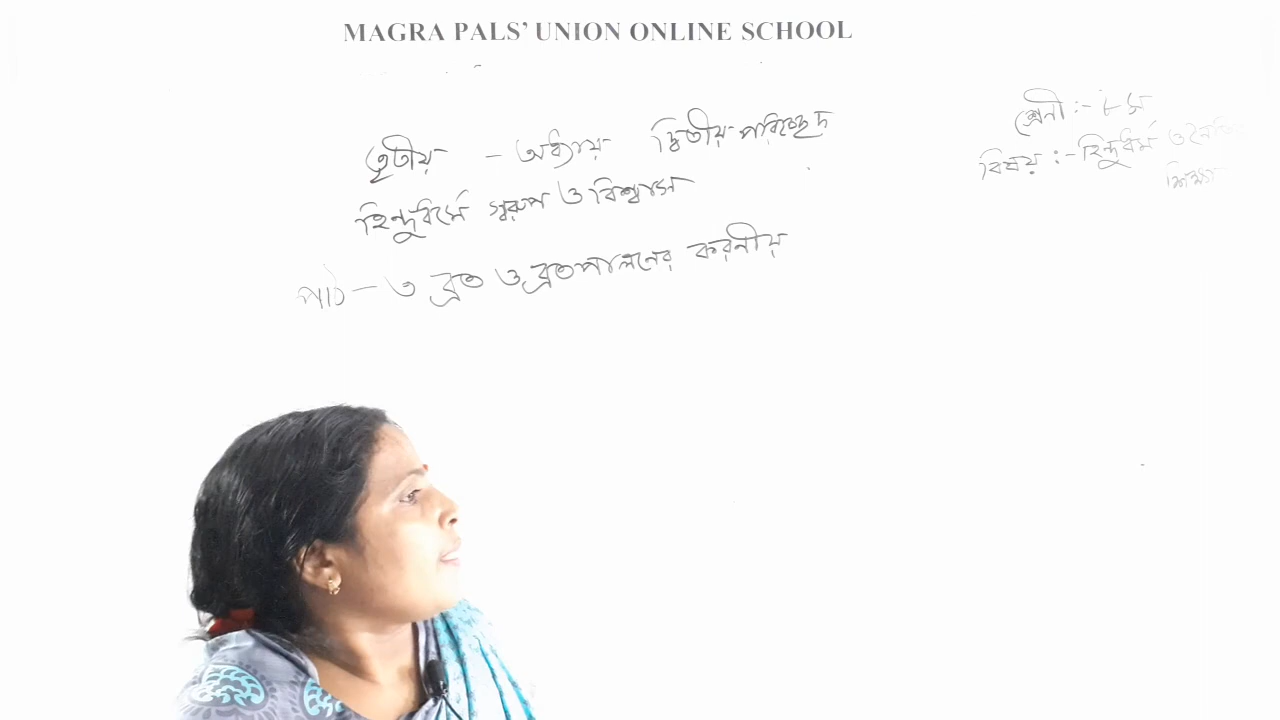 MAGRA PALS' UNION ONLINE SCHOOL
শ্রেনী :- ৮ম
বিষয় :- হিন্দুধর্ম ও নৈতিক
শিক্ষা
তৃতীয় - অধ্যায় দ্বিতীয় পরিচ্ছেদ
হিন্দুধর্মে স্বরুপ ও বিশ্বাস
পাঠ - ৩ ব্রত ও ব্রতপালনের করনীয়